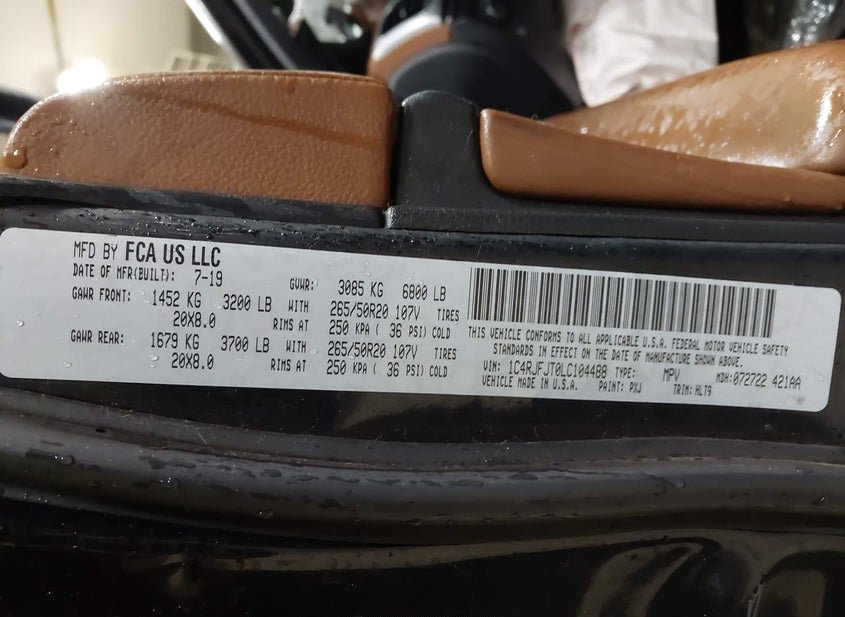 MFD BY FCA US LLC
DATE OF MFR(BUILT): 7-19 GVWR: 3085 KG 6800 LB
GAWR FRONT: 1452 KG 3200 LB WITH 265/50R20 107V TIRES
20X8.0 RIMS AT 250 KPA ( 36 PSI) COLD
GAWR REAR: 1679 KG 3700 LB WITH 265/50R20 107V TIRES
20X8.0 RIMS AT 250 KPA ( 36 PSI) COLD
THIS VEHICLE CONFORMS TO ALL APPLICABLE U.S.A. FEDERAL MOTOR VEHICLE SAFETY
STANDARDS IN EFFECT ON THE DATE OF MANUFACTURE SHOWN ABOVE.
VIN: 1C4RJFJT0LC104488 TYPE: MPV MDH:072722 421AA
VEHICLE MADE IN U.S.A. PAINT: PXJ TRIM: HLT9